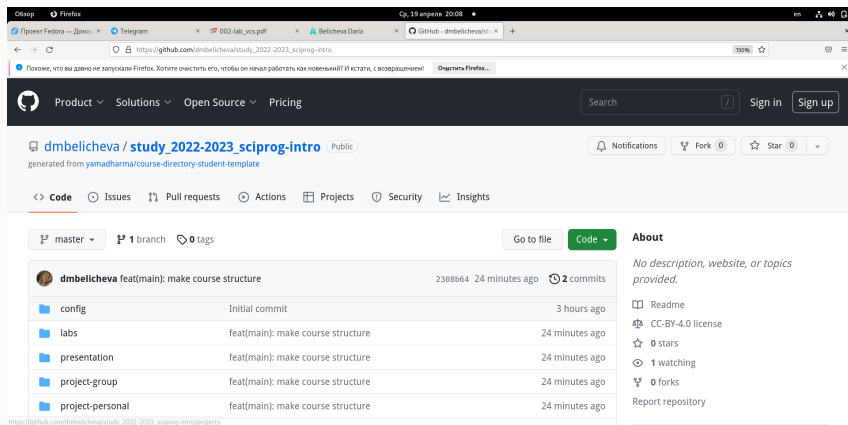 Обзор Firefox Ср, 19 апреля 20:08 en
Проект Fedora — Домаш Telegram 002-lab_vcs.pdf Belicheva Daria GitHub - dmbelicheva/stu
https://github.com/dmbelicheva/study_2022-2023_sciprog-intro 150%
Похоже, что вы давно не запускали Firefox. Хотите очистить его, чтобы он начал работать как новенький? И кстати, с возвращением! Очистить Firefox...
Product Solutions Open Source Pricing Search / Sign in Sign up
dmbelicheva / study_2022-2023_sciprog-intro Public Notifications Fork 0 Star 0
generated from yamadharma/course-directory-student-template
Code Issues Pull requests Actions Projects Security Insights
master 1 branch 0 tags Go to file Code About
No description, website, or topics
provided.
dmbelicheva feat(main): make course structure 2308b64 24 minutes ago 2 commits
config Initial commit 3 hours ago
Readme
labs feat(main): make course structure 24 minutes ago
CC-BY-4.0 license
0 stars
presentation feat(main): make course structure 24 minutes ago
1 watching
project-group feat(main): make course structure 24 minutes ago
0 forks
project-personal feat(main): make course structure 24 minutes ago
Report repository
https://github.com/dmbelicheva/study_2022-2023_sciprog-intro/projects